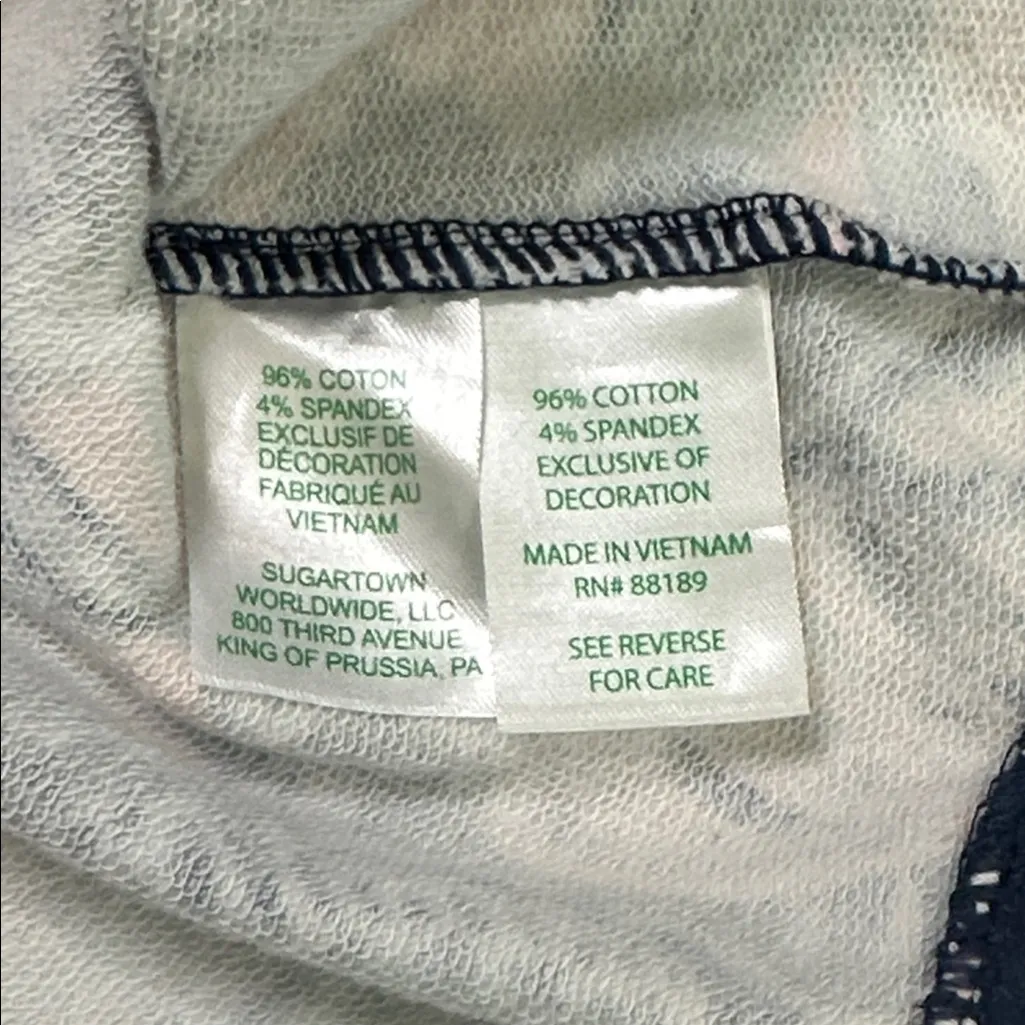 96% COTON
4% SPANDEX
EXCLUSIF DE
DÉCORATION
FABRIQUÉ AU
VIETNAM
SUGARTOWN
WORLDWIDE, LLC
800 THIRD AVENUE
KING OF PRUSSIA, PA
96% COTTON
4% SPANDEX
EXCLUSIVE OF
DECORATION
MADE IN VIETNAM
RN# 88189
SEE REVERSE
FOR CARE